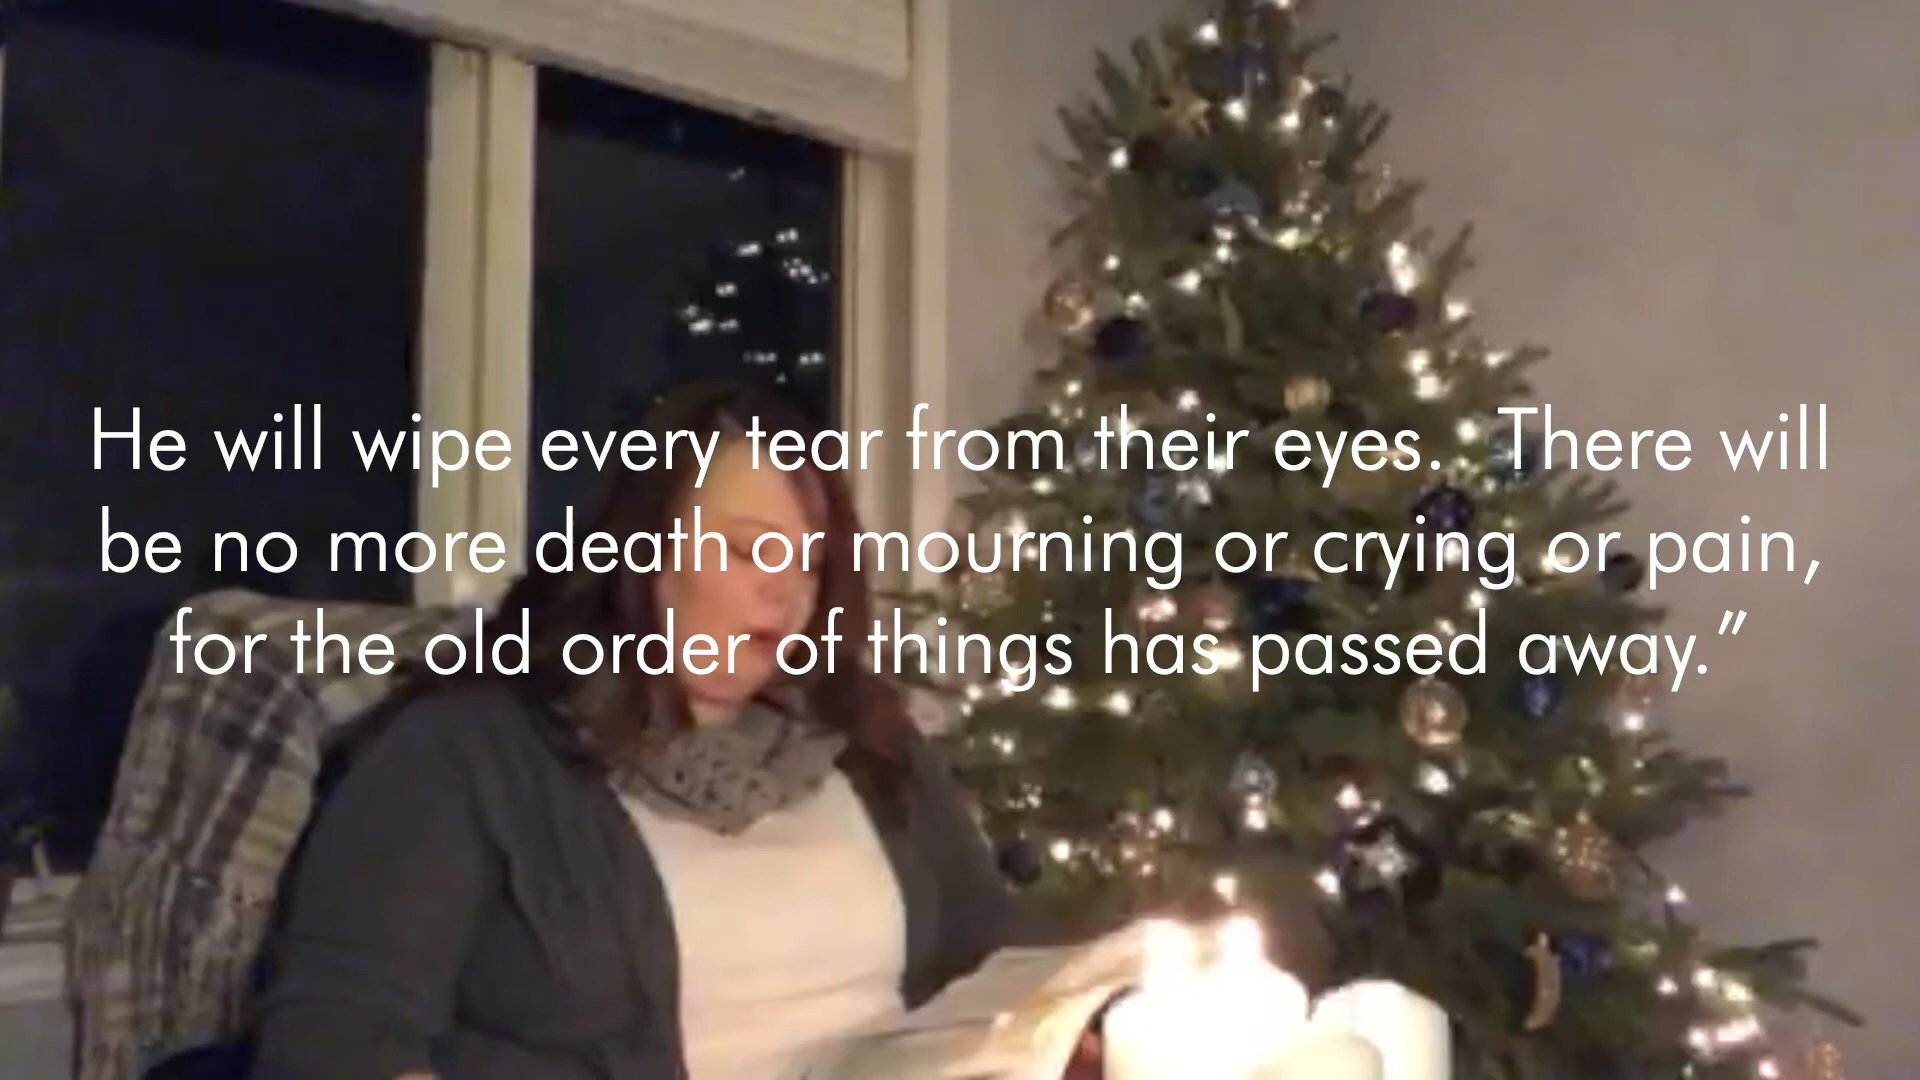 He will wipe every tear from their eyes.  There will
be no more death or mourning or crying or pain,
for the old order of things has passed away.”